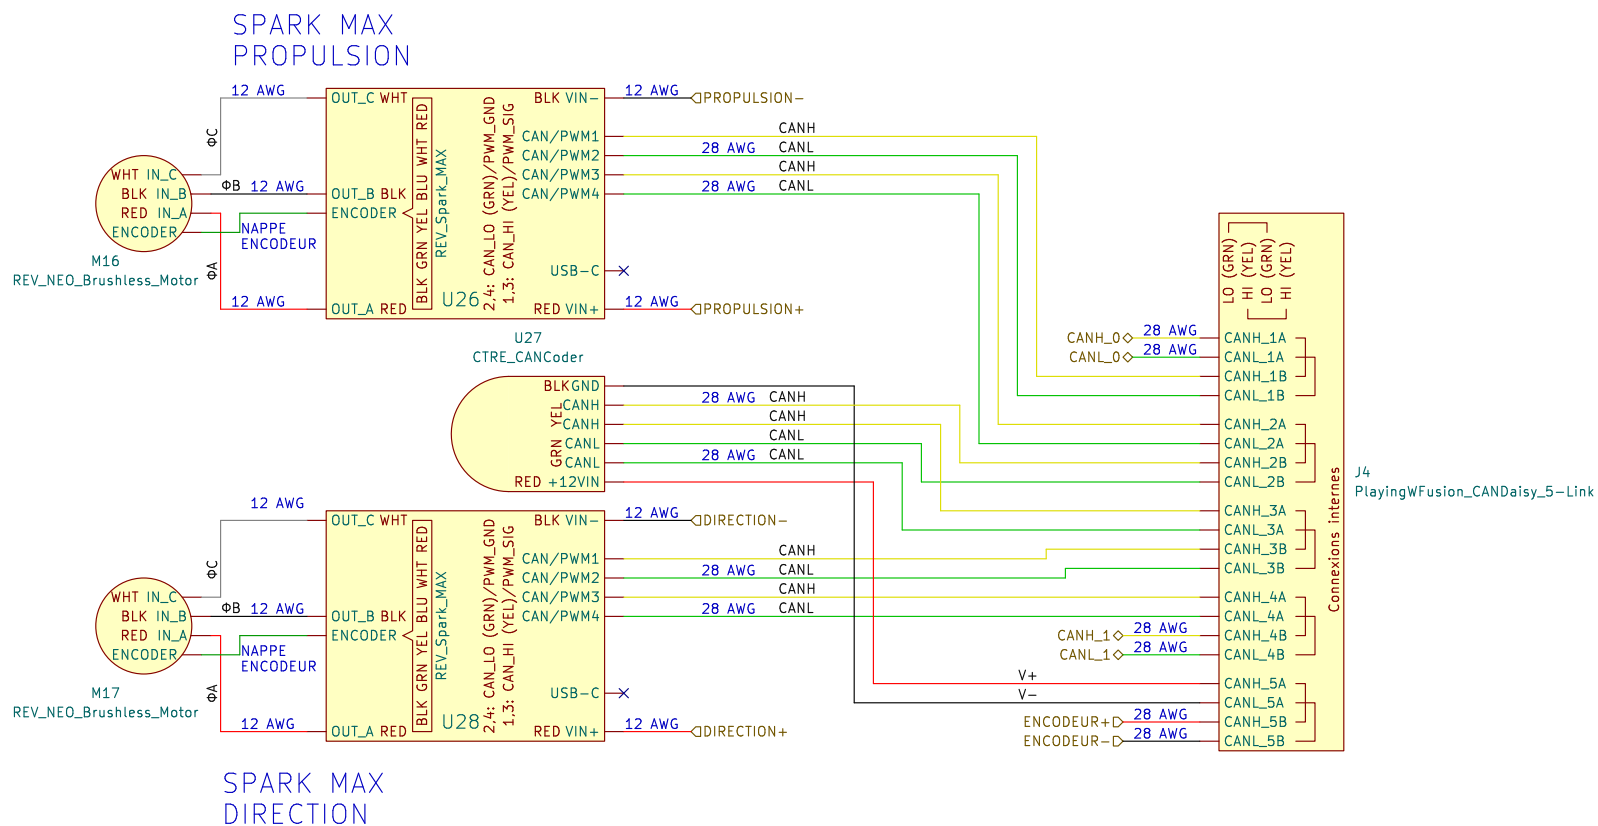 SPARK MAX
PROPULSION
12 AWG
OUT_C WHT
ΦC
WHT IN_C
BLK IN_B
RED IN_A
ENCODER
ΦB
12 AWG
OUT_B BLK
ENCODER
NAPPE
ENCODEUR
ΦA
12 AWG
OUT_A RED
M16
REV_NEO_Brushless_Motor
BLK GRN YEL BLU WHT RED
REV_Spark_MAX
U26
2,4: CAN_LO (GRN)/PWM_GND
1,3: CAN_HI (YEL)/PWM_SIG
BLK VIN-
CAN/PWM1
CAN/PWM2
CAN/PWM3
CAN/PWM4
USB-C
RED VIN+
12 AWG
PROPULSION-
CANH
28 AWG
CANL
CANH
28 AWG
CANL
12 AWG
PROPULSION+
U27
CTRE_CANCoder
BLK GND
CANH
YEL
CANH
CANL
GRN
CANL
RED +12VIN
28 AWG
CANH
CANH
CANL
28 AWG
CANL
12 AWG
OUT_C WHT
ΦC
WHT IN_C
BLK IN_B
RED IN_A
ENCODER
ΦB
12 AWG
OUT_B BLK
ENCODER
NAPPE
ENCODEUR
ΦA
12 AWG
OUT_A RED
M17
REV_NEO_Brushless_Motor
BLK GRN YEL BLU WHT RED
REV_Spark_MAX
U28
2,4: CAN_LO (GRN)/PWM_GND
1,3: CAN_HI (YEL)/PWM_SIG
BLK VIN-
CAN/PWM1
CAN/PWM2
CAN/PWM3
CAN/PWM4
USB-C
RED VIN+
12 AWG
DIRECTION-
CANH
28 AWG
CANL
CANH
28 AWG
CANL
12 AWG
DIRECTION+
V+
V-
SPARK MAX
DIRECTION
LO (GRN)
HI (YEL)
LO (GRN)
HI (YEL)
CANH_0
28 AWG
CANL_0
28 AWG
CANH_1A
CANL_1A
CANH_1B
CANL_1B
CANH_2A
CANL_2A
CANH_2B
CANL_2B
CANH_3A
CANL_3A
CANH_3B
CANL_3B
CANH_4A
CANL_4A
CANH_4B
CANL_4B
CANH_5A
CANL_5A
CANH_5B
CANL_5B
CANH_1
28 AWG
CANL_1
28 AWG
ENCODEUR+
28 AWG
ENCODEUR-
28 AWG
Connexions internes
J4
PlayingWFusion_CANDaisy_5-Link